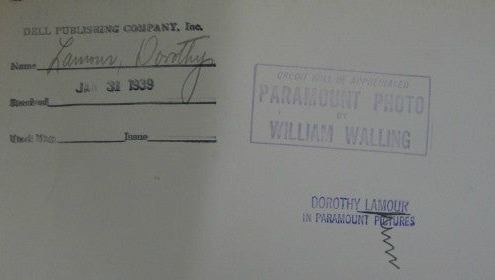 DELL PUBLISHING COMPANY, Inc.
Name Lamour, Dorothy
Received JAN 31 1939
Used May Issue
CREDIT WILL BE APPRECIATED
PARAMOUNT PHOTO
BY
WILLIAM WALLING
DOROTHY LAMOUR
IN PARAMOUNT PICTURES